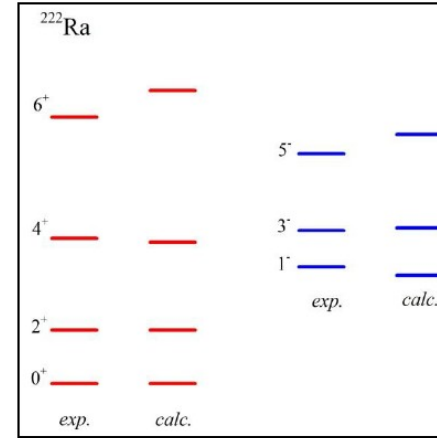 ²²²Ra
6⁺
4⁺
2⁺
0⁺
exp. calc.
5⁻
3⁻
1⁻
exp. calc.